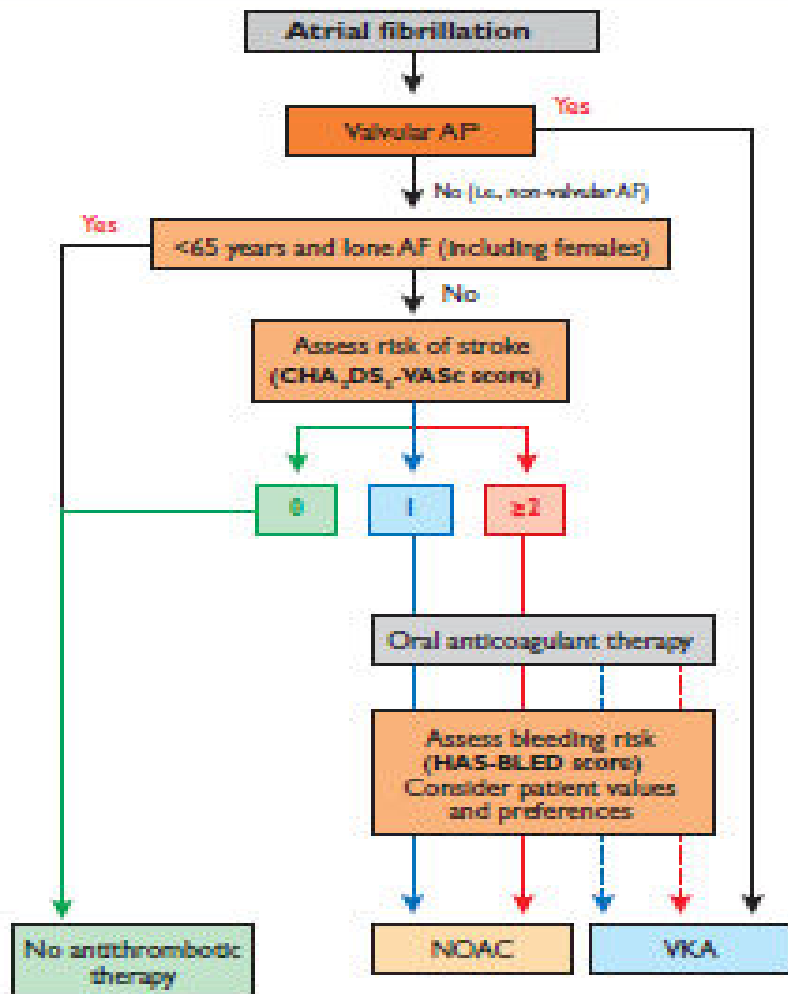 Atrial fibrillation
Valvular AF
Yes
No (i.e., non-valvular AF)
Yes
<65 years and lone AF (including females)
No
Assess risk of stroke
(CHA₂DS₂-VASc score)
0
1
≥2
Oral anticoagulant therapy
Assess bleeding risk
(HAS-BLED score)
Consider patient values
and preferences
No antithrombotic
therapy
NOAC
VKA